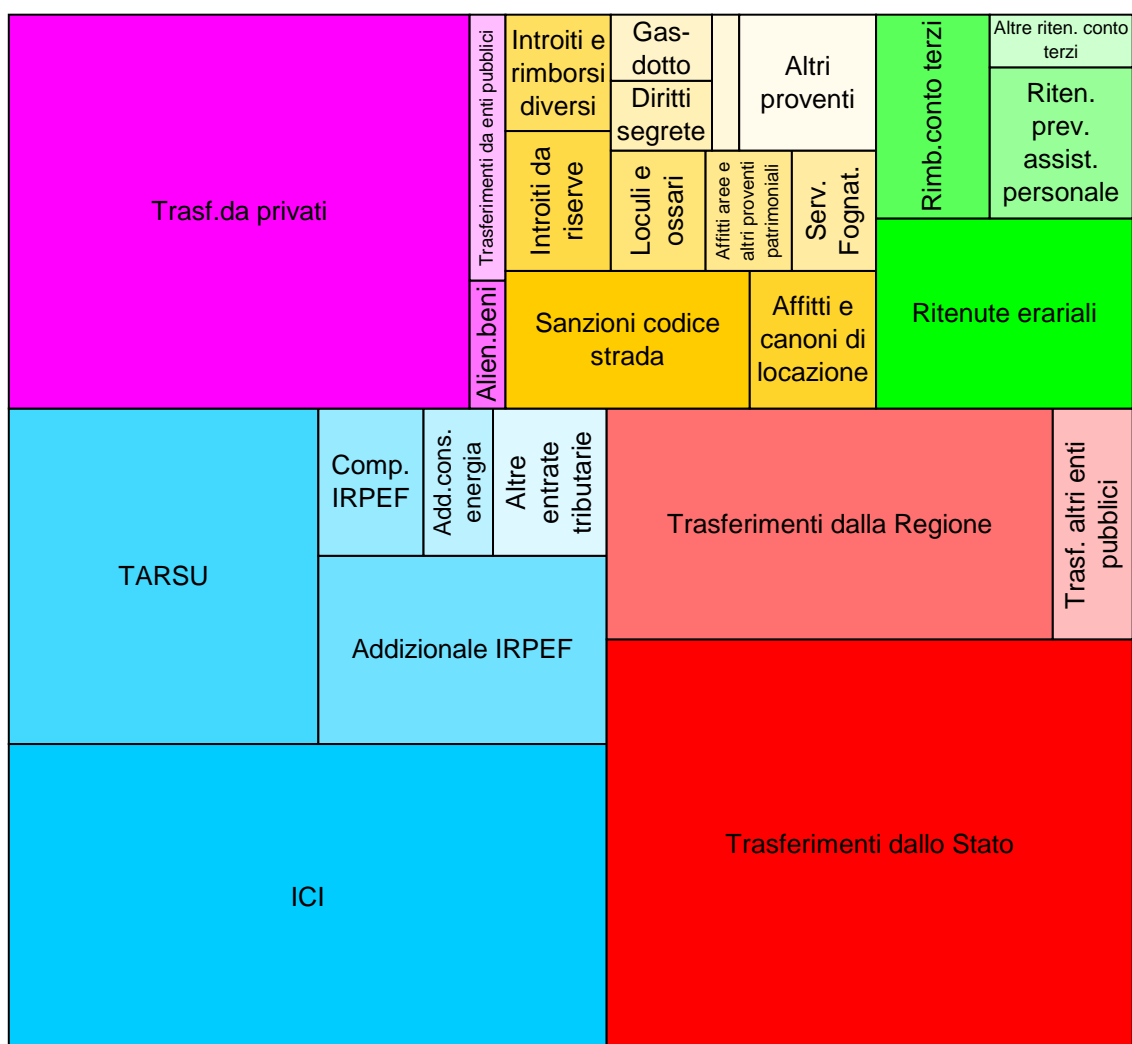 Trasf.da privati
Trasferimenti da enti pubblici
Alien.beni
Introiti e
rimborsi
diversi
Gas-
dotto
Diritti
segrete
Altri
proventi
Introiti da
riserve
Loculi e
ossari
Affitti aree e
altri proventi
patrimoniali
Serv.
Fognat.
Sanzioni codice
strada
Affitti e
canoni di
locazione
Rimb.conto terzi
Altre riten. conto
terzi
Riten.
prev.
assist.
personale
Ritenute erariali
TARSU
Comp.
IRPEF
Add.cons.
energia
Altre
entrate
tributarie
Addizionale IRPEF
ICI
Trasferimenti dalla Regione
Trasf. altri enti
pubblici
Trasferimenti dallo Stato